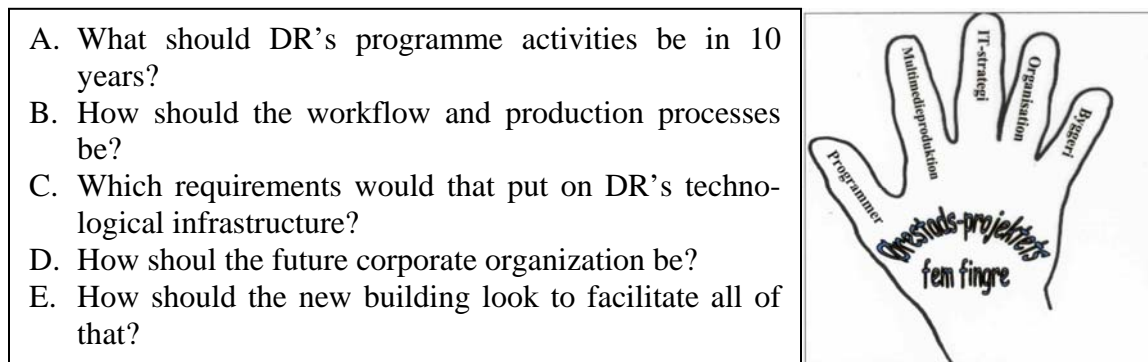 A. What should DR's programme activities be in 10
years?
B. How should the workflow and production processes
be?
C. Which requirements would that put on DR's techno-
logical infrastructure?
D. How shoul the future corporate organization be?
E. How should the new building look to facilitate all of
that?
Programmer
Multimedieproduktion
IT-strategi
Organisation
Byggeri
Ørestads-projektets
fem fingre